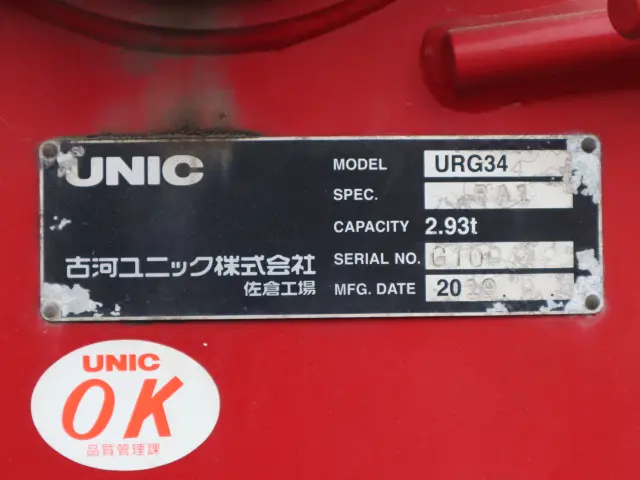 UNIC
古河ユニック株式会社
佐倉工場
MODEL URG34
SPEC.
CAPACITY 2.93t
SERIAL NO.
MFG. DATE 20
UNIC
OK
品質管理課